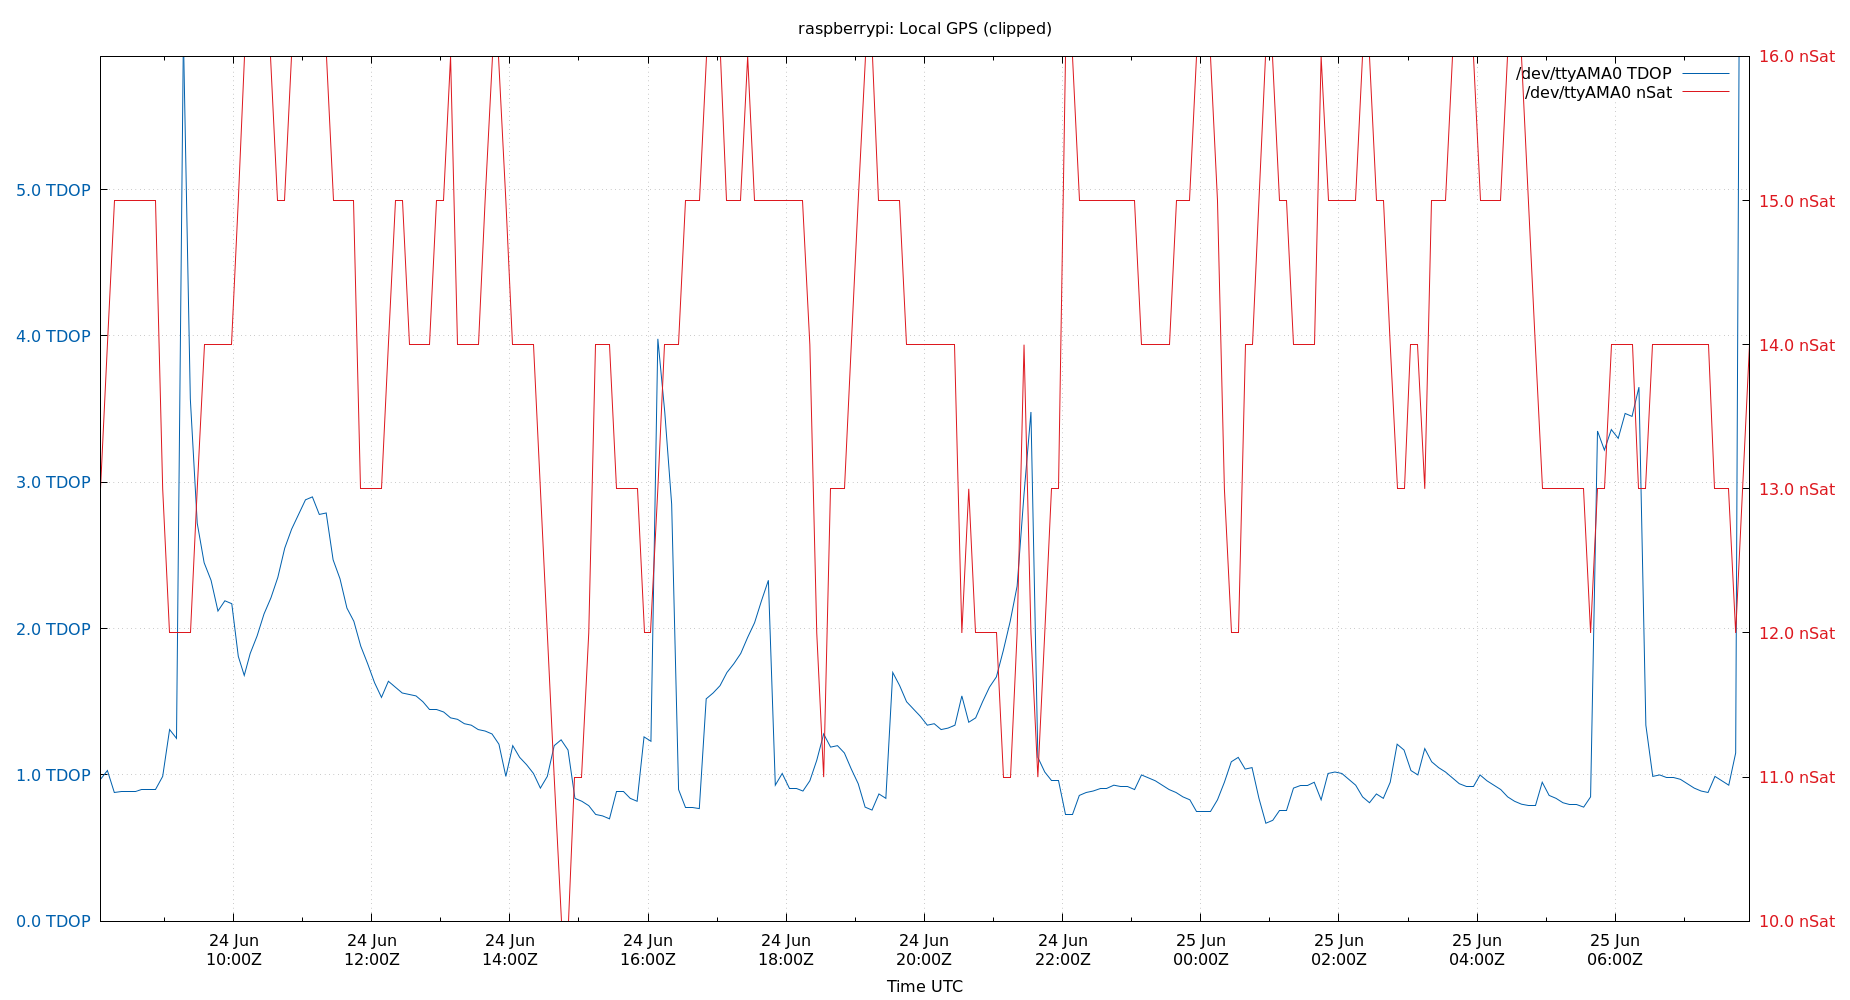 raspberrypi: Local GPS (clipped)
16.0 nSat
/dev/ttyAMA0 TDOP
/dev/ttyAMA0 nSat
5.0 TDOP
15.0 nSat
4.0 TDOP
14.0 nSat
3.0 TDOP
13.0 nSat
2.0 TDOP
12.0 nSat
1.0 TDOP
11.0 nSat
0.0 TDOP
10.0 nSat
24 Jun 24 Jun 24 Jun 24 Jun 24 Jun 24 Jun 24 Jun 25 Jun 25 Jun 25 Jun 25 Jun
10:00Z 12:00Z 14:00Z 16:00Z 18:00Z 20:00Z 22:00Z 00:00Z 02:00Z 04:00Z 06:00Z
Time UTC